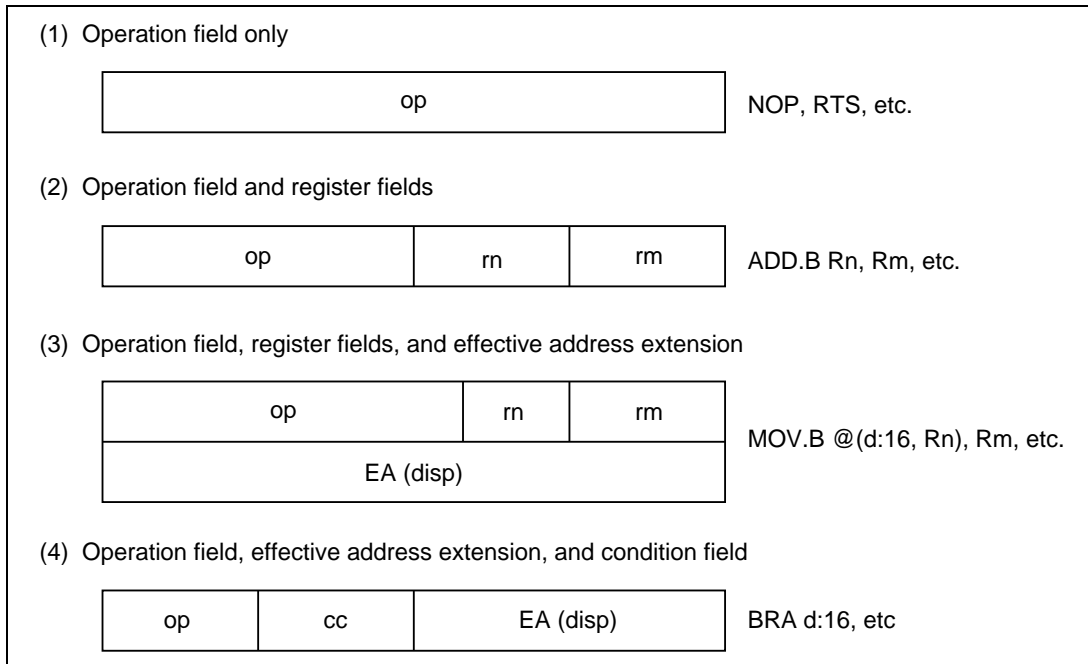 (1) Operation field only
op
NOP, RTS, etc.
(2) Operation field and register fields
op rn rm
ADD.B Rn, Rm, etc.
(3) Operation field, register fields, and effective address extension
op rn rm
EA (disp)
MOV.B @(d:16, Rn), Rm, etc.
(4) Operation field, effective address extension, and condition field
op cc EA (disp)
BRA d:16, etc